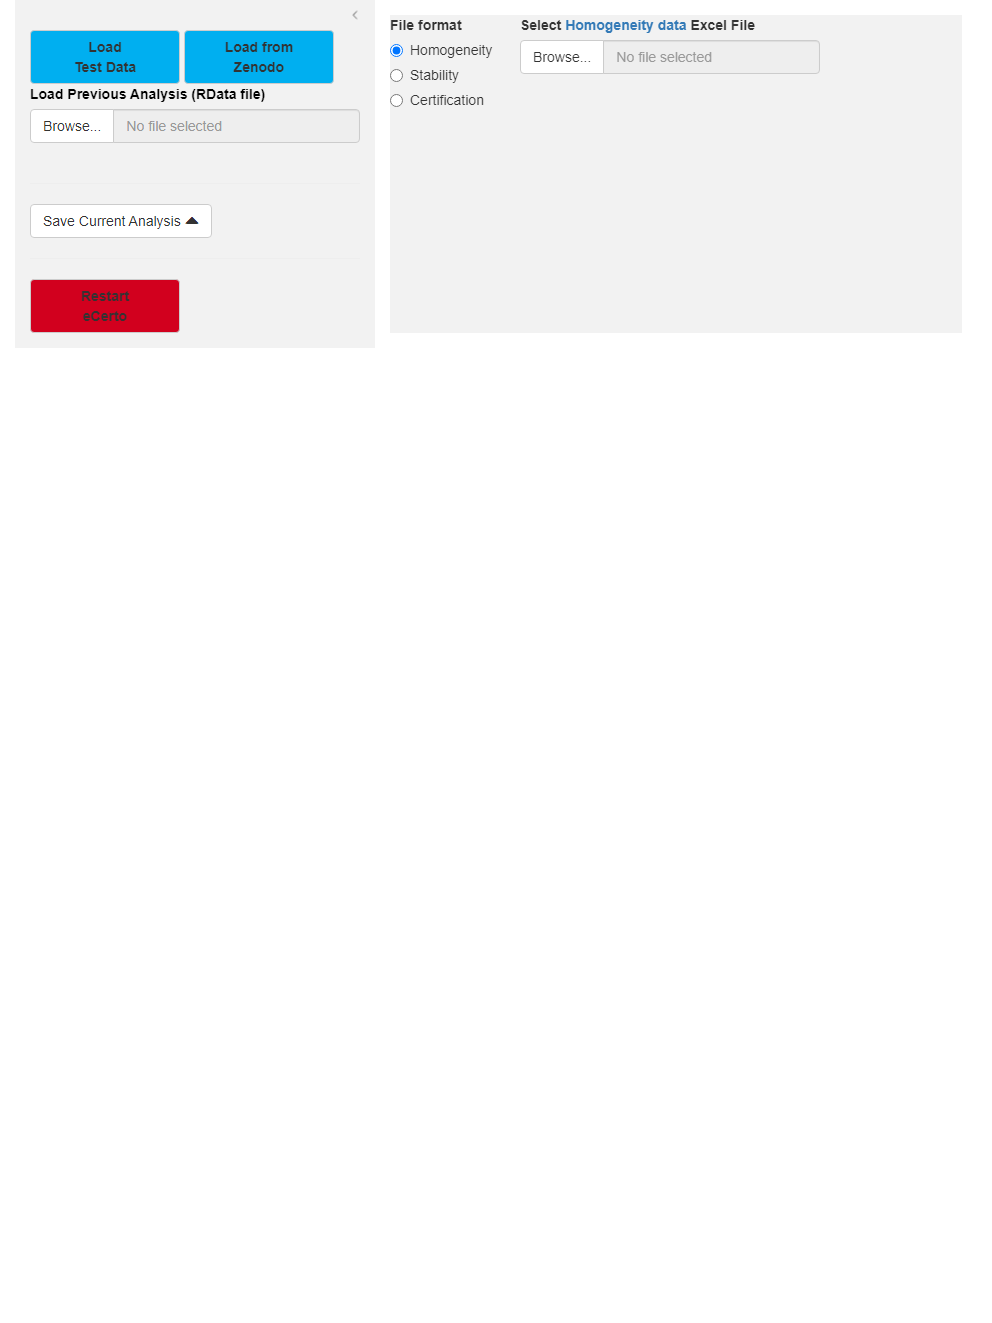 Load
Test Data
Load from
Zenodo
Load Previous Analysis (RData file)
Browse...
No file selected
Save Current Analysis
Restart
eCerto
File format
Homogeneity
Stability
Certification
Select Homogeneity data Excel File
Browse...
No file selected